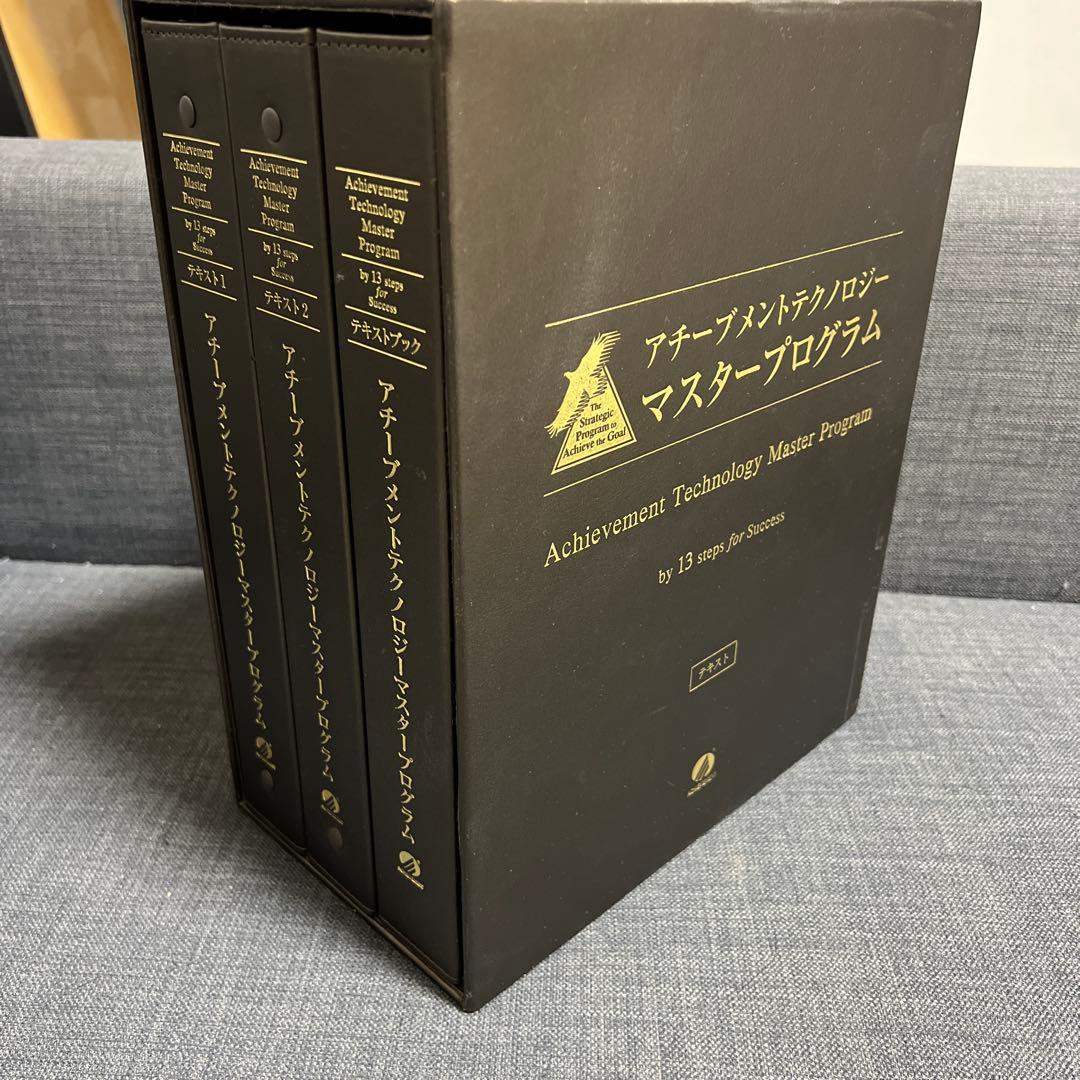 Achievement
Technology
Master
Program
by 13 steps
for
Success
テキスト1
アチーブメントテクノロジーマスタープログラム
Achievement
Technology
Master
Program
by 13 steps
for
Success
テキスト2
アチーブメントテクノロジーマスタープログラム
Achievement
Technology
Master
Program
by 13 steps
for
Success
テキストブック
アチーブメントテクノロジーマスタープログラム
アチーブメントテクノロジー
マスタープログラム
The
Strategic
Program to
Achieve the Goal
Achievement Technology Master Program
by 13 steps for Success
テキスト